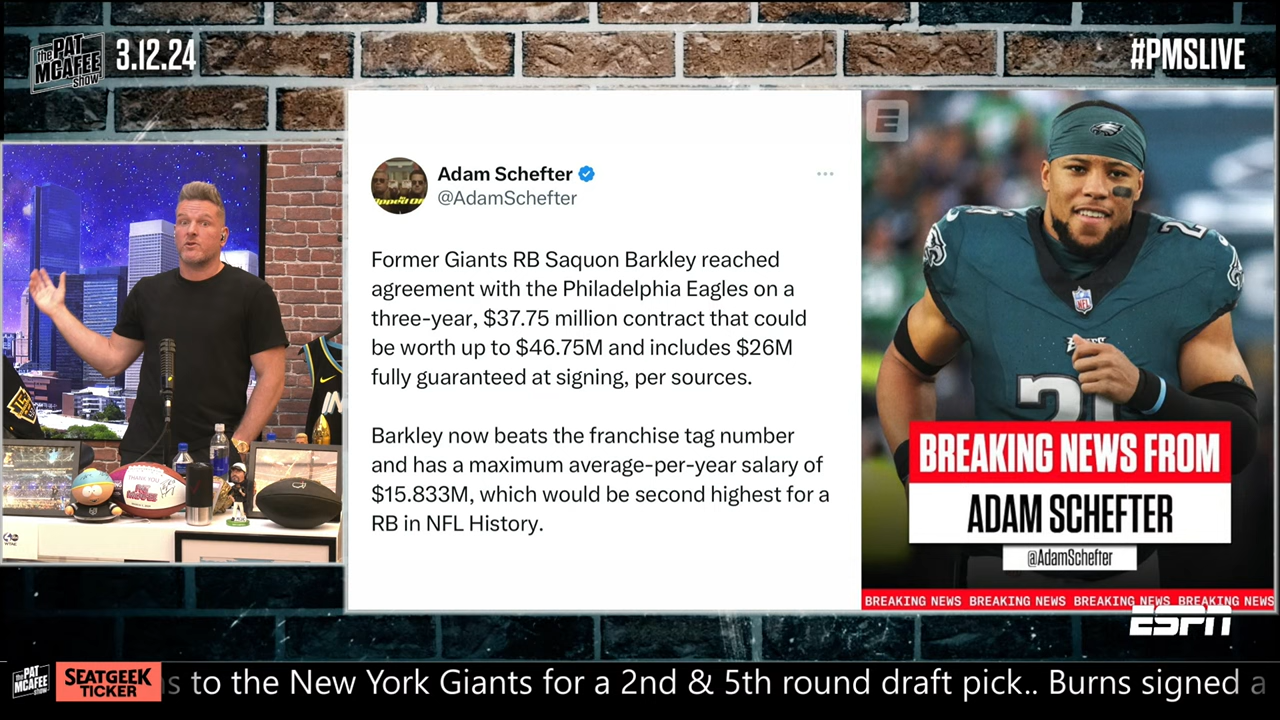 the PAT MCAFEE show
3.12.24
#PMSLIVE
Adam Schefter
@AdamSchefter
Former Giants RB Saquon Barkley reached
agreement with the Philadelphia Eagles on a
three-year, $37.75 million contract that could
be worth up to $46.75M and includes $26M
fully guaranteed at signing, per sources.
Barkley now beats the franchise tag number
and has a maximum average-per-year salary of
$15.833M, which would be second highest for a
RB in NFL History.
E
NFL
BREAKING NEWS FROM
ADAM SCHEFTER
@AdamSchefter
BREAKING NEWS BREAKING NEWS BREAKING NEWS BREAKING NEWS
ESPN
THANK YOU
the PAT MCAFEE show
SEATGEEK
TICKER
to the New York Giants for a 2nd & 5th round draft pick.. Burns signed a